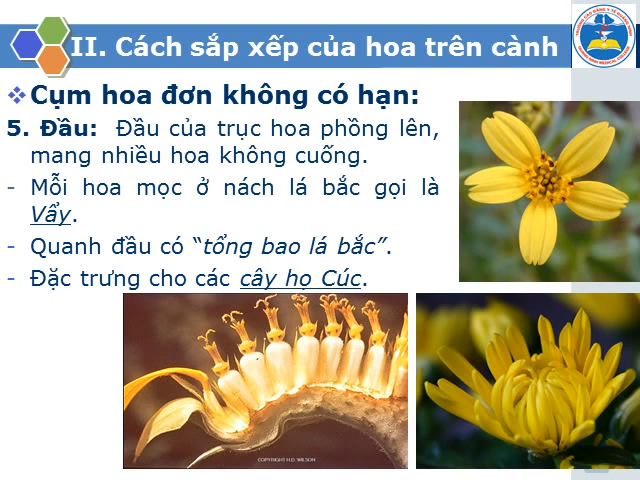 II. Cách sắp xếp của hoa trên cành
Cụm hoa đơn không có hạn:
5. Đầu: Đầu của trục hoa phồng lên,
mang nhiều hoa không cuống.
- Mỗi hoa mọc ở nách lá bắc gọi là
Vẩy.
- Quanh đầu có “tổng bao lá bắc”.
- Đặc trưng cho các cây họ Cúc.
COPYRIGHT H.D. WILSON